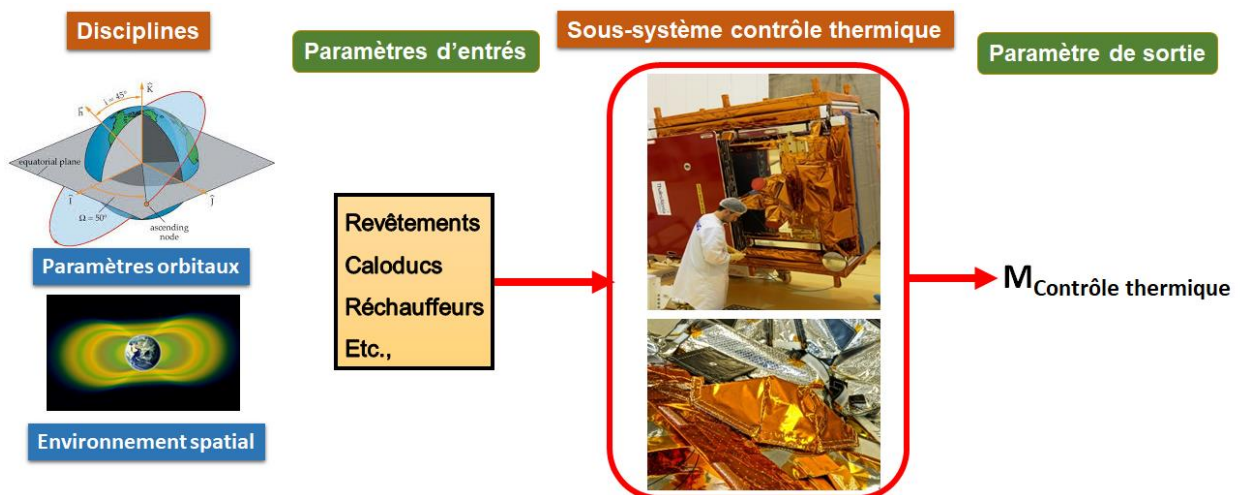 Disciplines
Paramètres d'entrés
Sous-système contrôle thermique
Paramètre de sortie
i = 45°
K̂
h̄
equatorial plane
Î
Ĵ
Ω = 50°
ascending
node
Paramètres orbitaux
Environnement spatial
Revêtements
Caloducs
Réchauffeurs
Etc.,
M Contrôle thermique